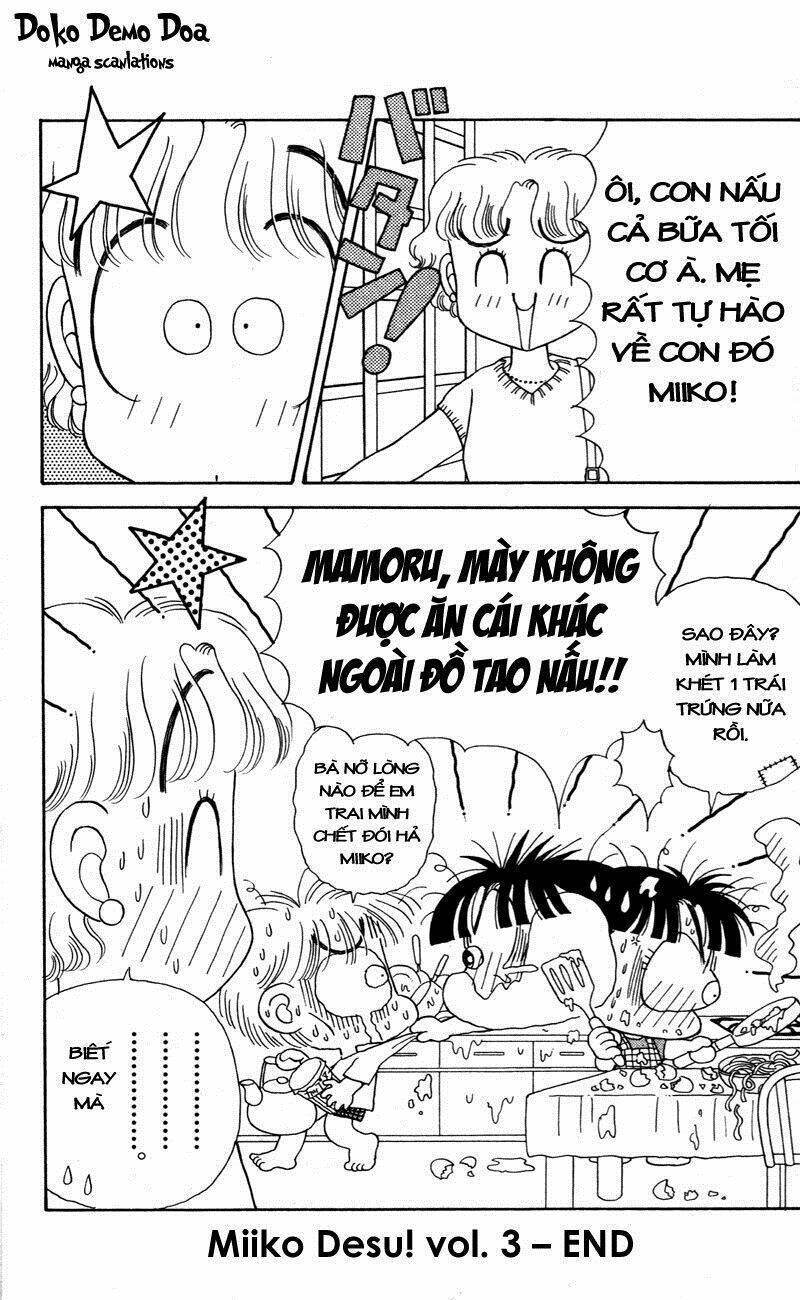 Doko Demo Doa
manga scanlations
ÔI, CON NẤU
CẢ BỮA TỐI
CƠ À. MẸ
RẤT TỰ HÀO
VỀ CON ĐÓ
MIIKO!
バタン!
MAMORU, MÀY KHÔNG
ĐƯỢC ĂN CÁI KHÁC
NGOÀI ĐỒ TAO NẤU!!
SAO ĐÂY?
MÌNH LÀM
KHÉT 1 TRÁI
TRỨNG NỮA
RỒI.
BÀ NỠ LÒNG
NÀO ĐỂ EM
TRAI MÌNH
CHẾT ĐÓI HẢ
MIIKO?
BIẾT
NGAY
MÀ
Miiko Desu! vol. 3 – END